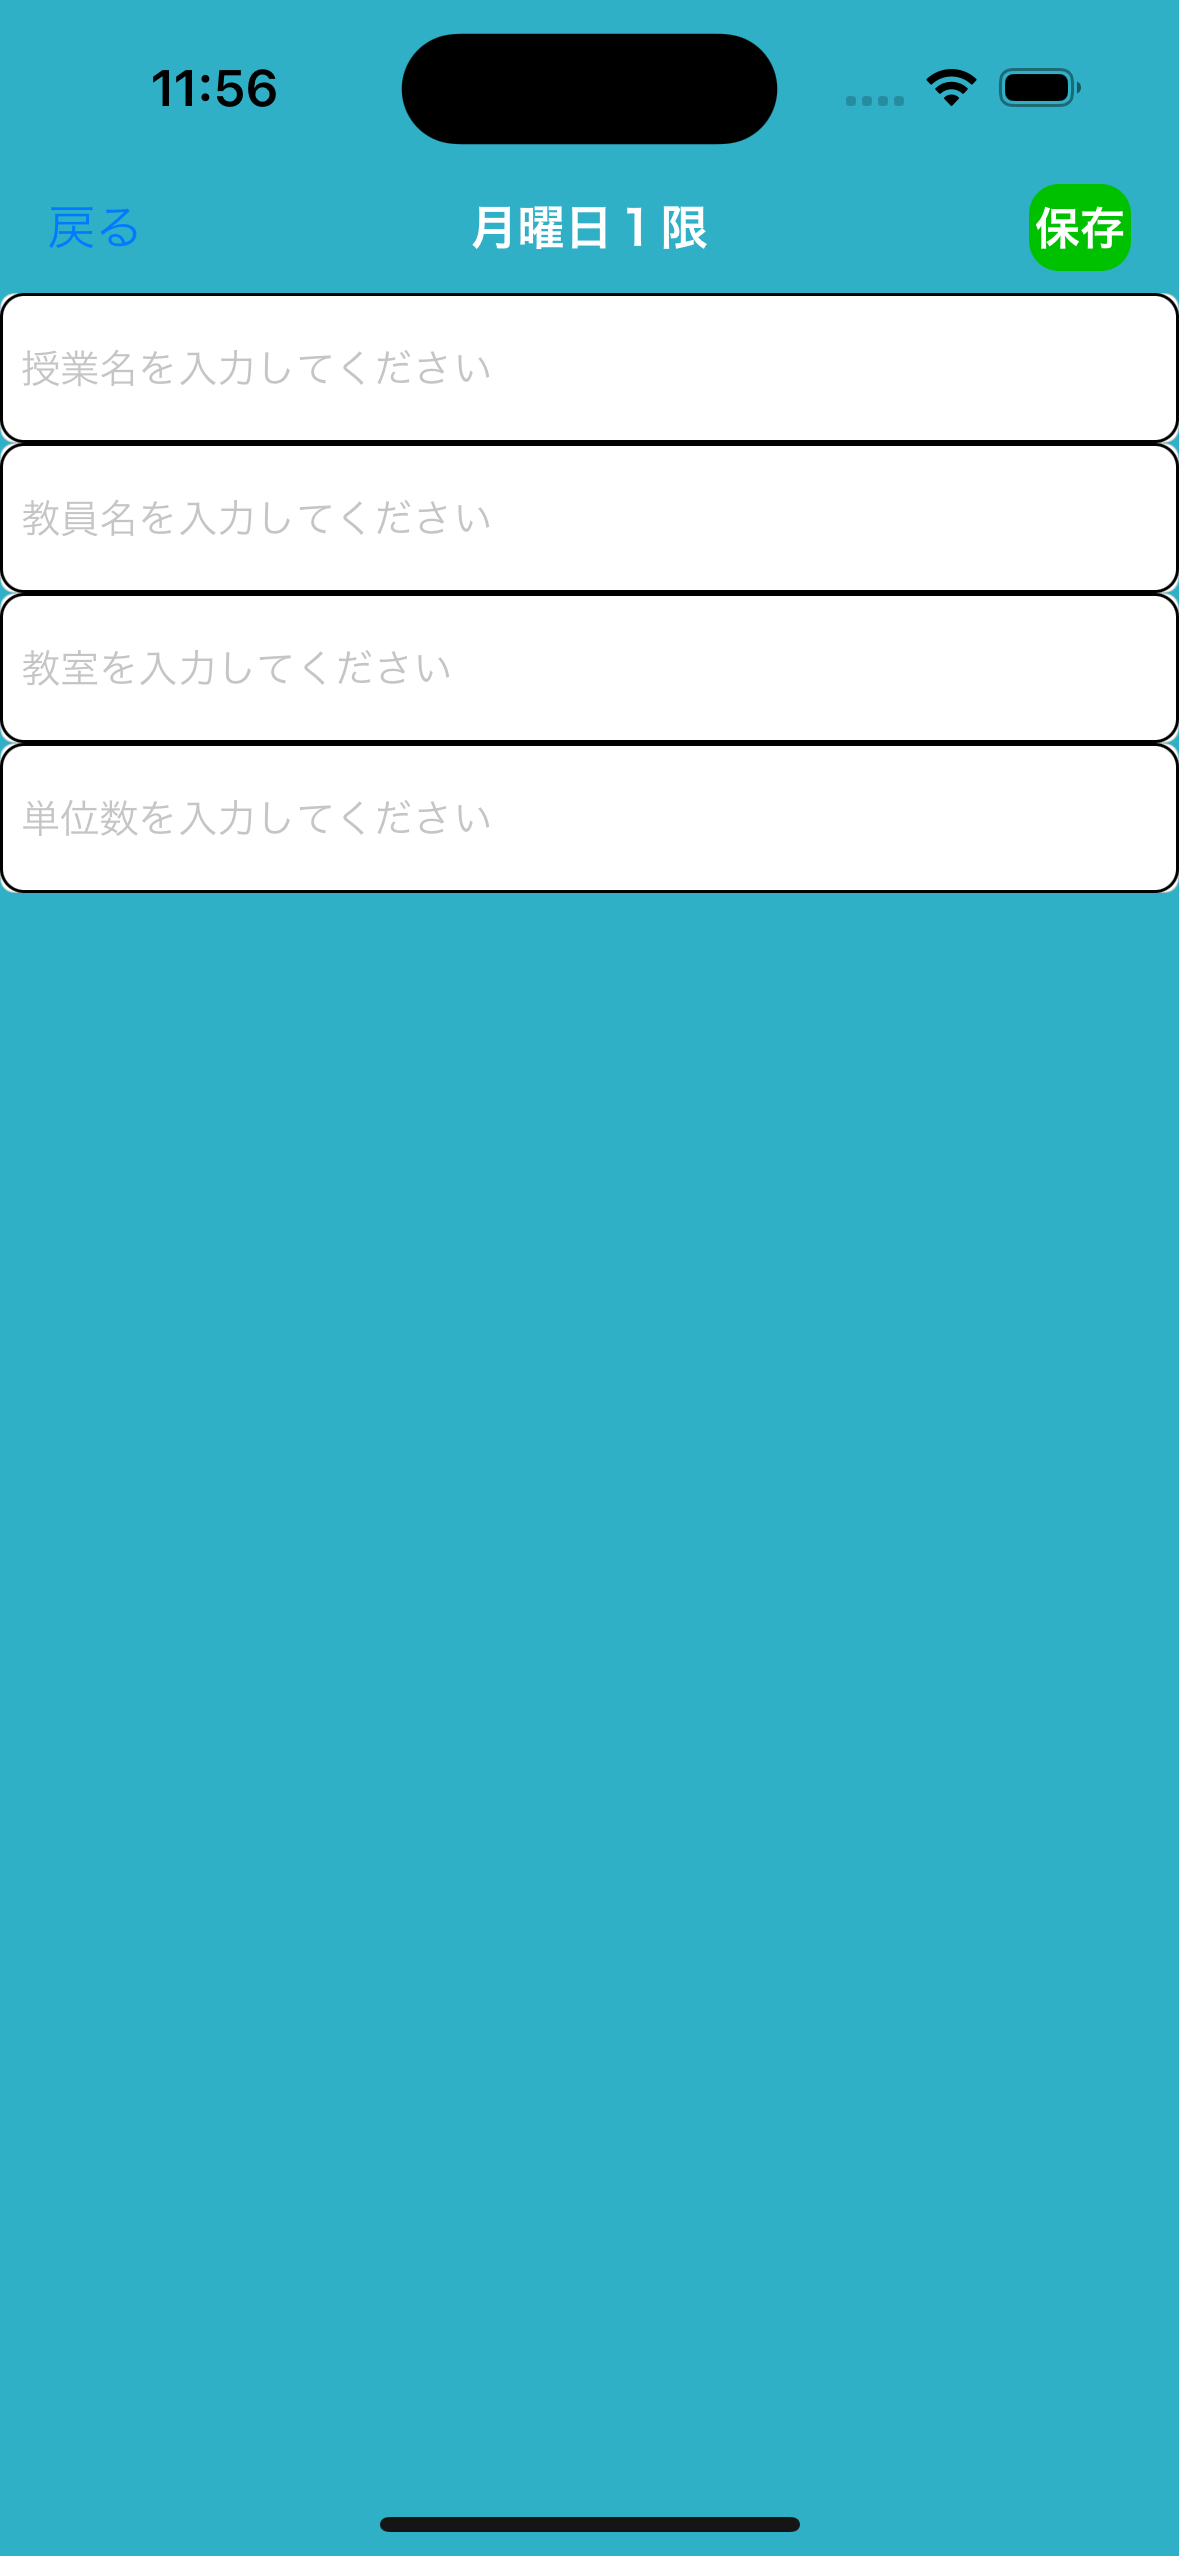 11:56
戻る 月曜日１限 保存
授業名を入力してください
教員名を入力してください
教室を入力してください
単位数を入力してください